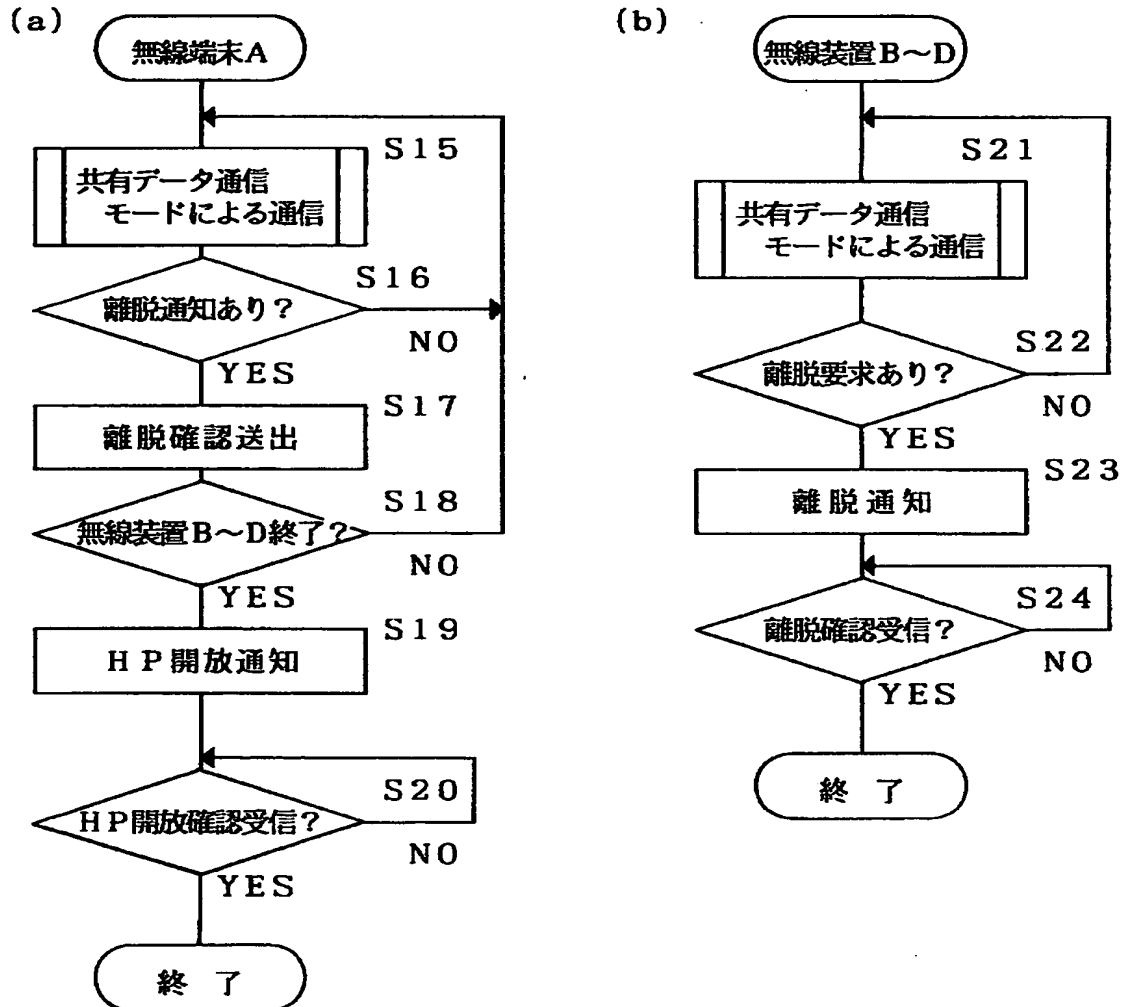 (a)
無線端末A
S15
共有データ通信
モードによる通信
S16
離脱通知あり?
NO
YES
S17
離脱確認送出
S18
無線装置B〜D終了?
NO
YES
S19
HP開放通知
S20
HP開放確認受信?
NO
YES
終了
(b)
無線装置B〜D
S21
共有データ通信
モードによる通信
S22
離脱要求あり?
NO
YES
S23
離脱通知
S24
離脱確認受信?
NO
YES
終了